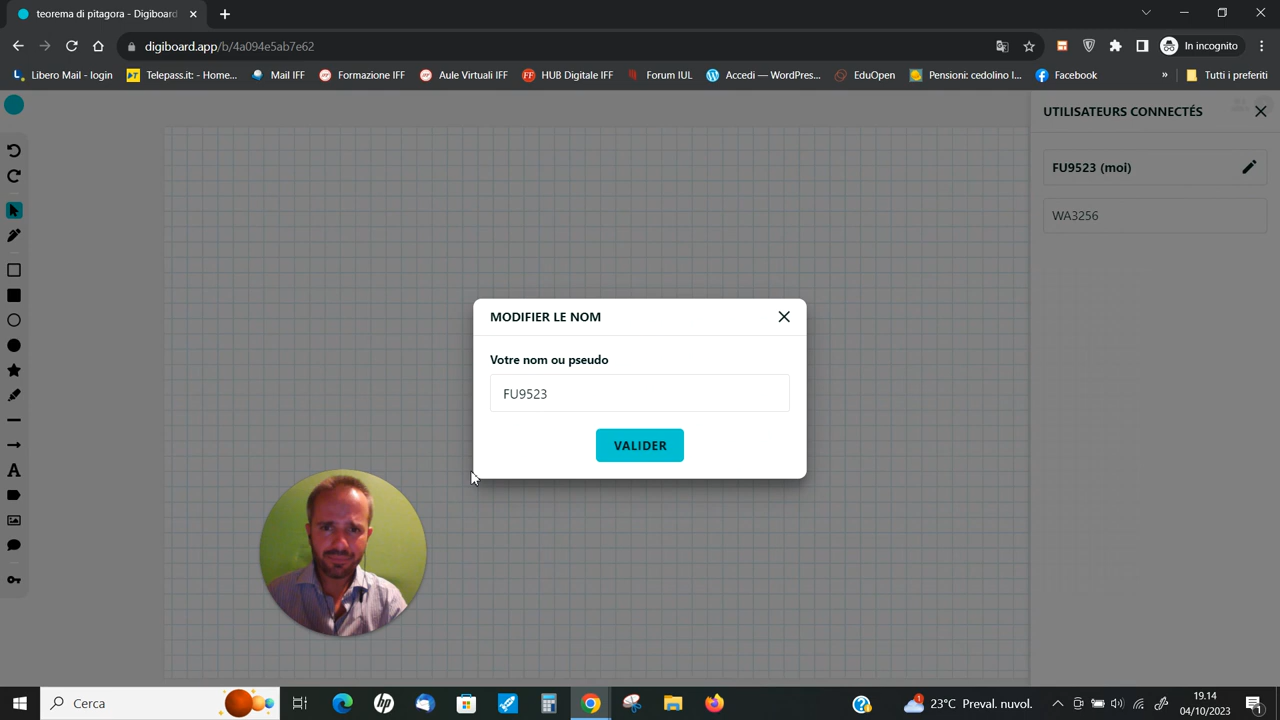 teorema di pitagora - Digiboard
digiboard.app/b/4a094e5ab7e62
In incognito
Libero Mail - login
Telepass.it: - Home...
Mail IFF
Formazione IFF
Aule Virtuali IFF
HUB Digitale IFF
Forum IUL
Accedi — WordPres...
EduOpen
Pensioni: cedolino l...
Facebook
»
Tutti i preferiti
UTILISATEURS CONNECTÉS
FU9523 (moi)
WA3256
MODIFIER LE NOM
Votre nom ou pseudo
FU9523
VALIDER
Cerca
23°C Preval. nuvol.
19.14
04/10/2023